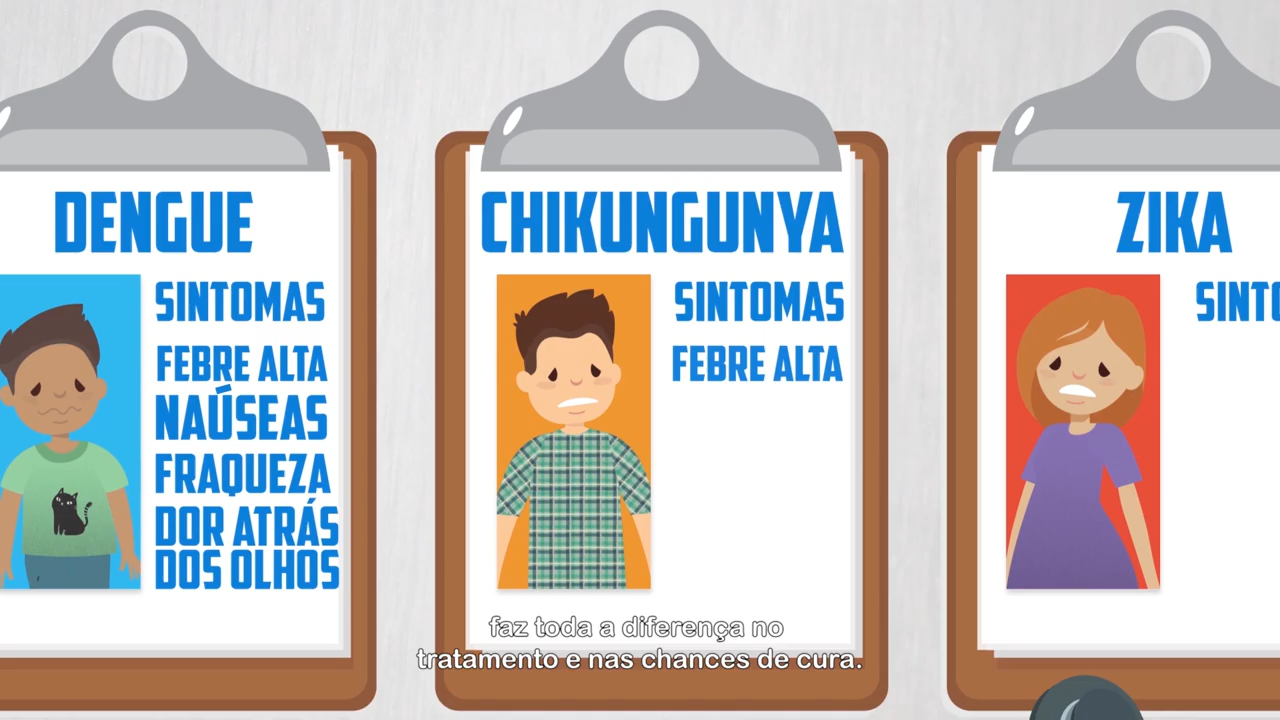 DENGUE
SINTOMAS
FEBRE ALTA
NAÚSEAS
FRAQUEZA
DOR ATRÁS
DOS OLHOS
CHIKUNGUNYA
SINTOMAS
FEBRE ALTA
ZIKA
SINTO
faz toda a diferença no
tratamento e nas chances de cura.